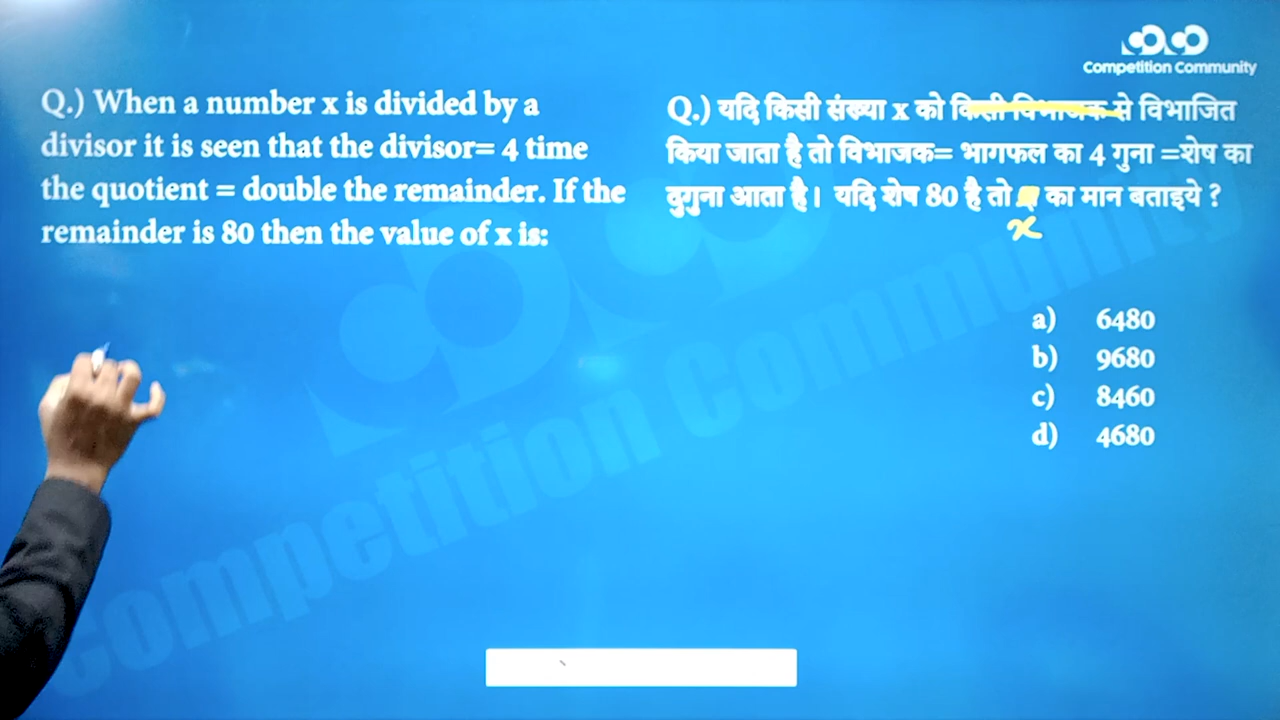 Competition Community
Q.) When a number x is divided by a
divisor it is seen that the divisor= 4 time
the quotient = double the remainder. If the
remainder is 80 then the value of x is:
Q.) यदि किसी संख्या x को किसी विभाजक से विभाजित
किया जाता है तो विभाजक= भागफल का 4 गुना =शेष का
दुगुना आता है। यदि शेष 80 है तो का मान बताइये ?
x
a) 6480
b) 9680
c) 8460
d) 4680
Competition Community